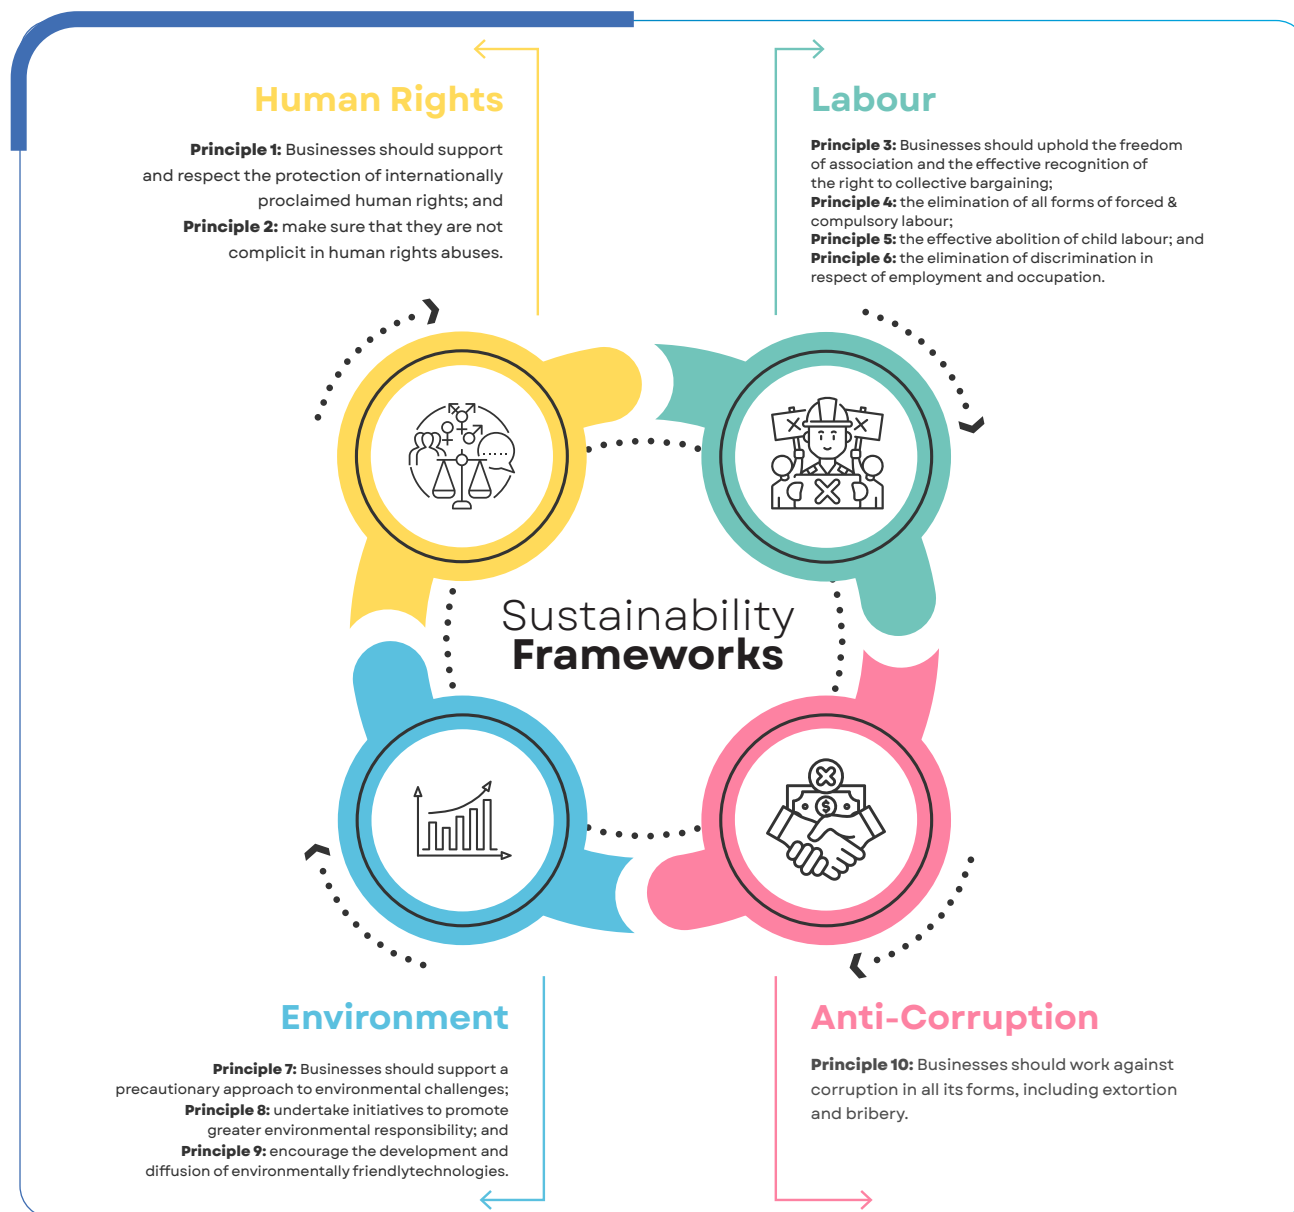 Human Rights
Principle 1: Businesses should support
and respect the protection of internationally
proclaimed human rights; and
Principle 2: make sure that they are not
complicit in human rights abuses.
Labour
Principle 3: Businesses should uphold the freedom
of association and the effective recognition of
the right to collective bargaining;
Principle 4: the elimination of all forms of forced &
compulsory labour;
Principle 5: the effective abolition of child labour; and
Principle 6: the elimination of discrimination in
respect of employment and occupation.
Sustainability
Frameworks
$
Environment
Principle 7: Businesses should support a
precautionary approach to environmental challenges;
Principle 8: undertake initiatives to promote
greater environmental responsibility; and
Principle 9: encourage the development and
diffusion of environmentally friendlytechnologies.
Anti-Corruption
Principle 10: Businesses should work against
corruption in all its forms, including extortion
and bribery.